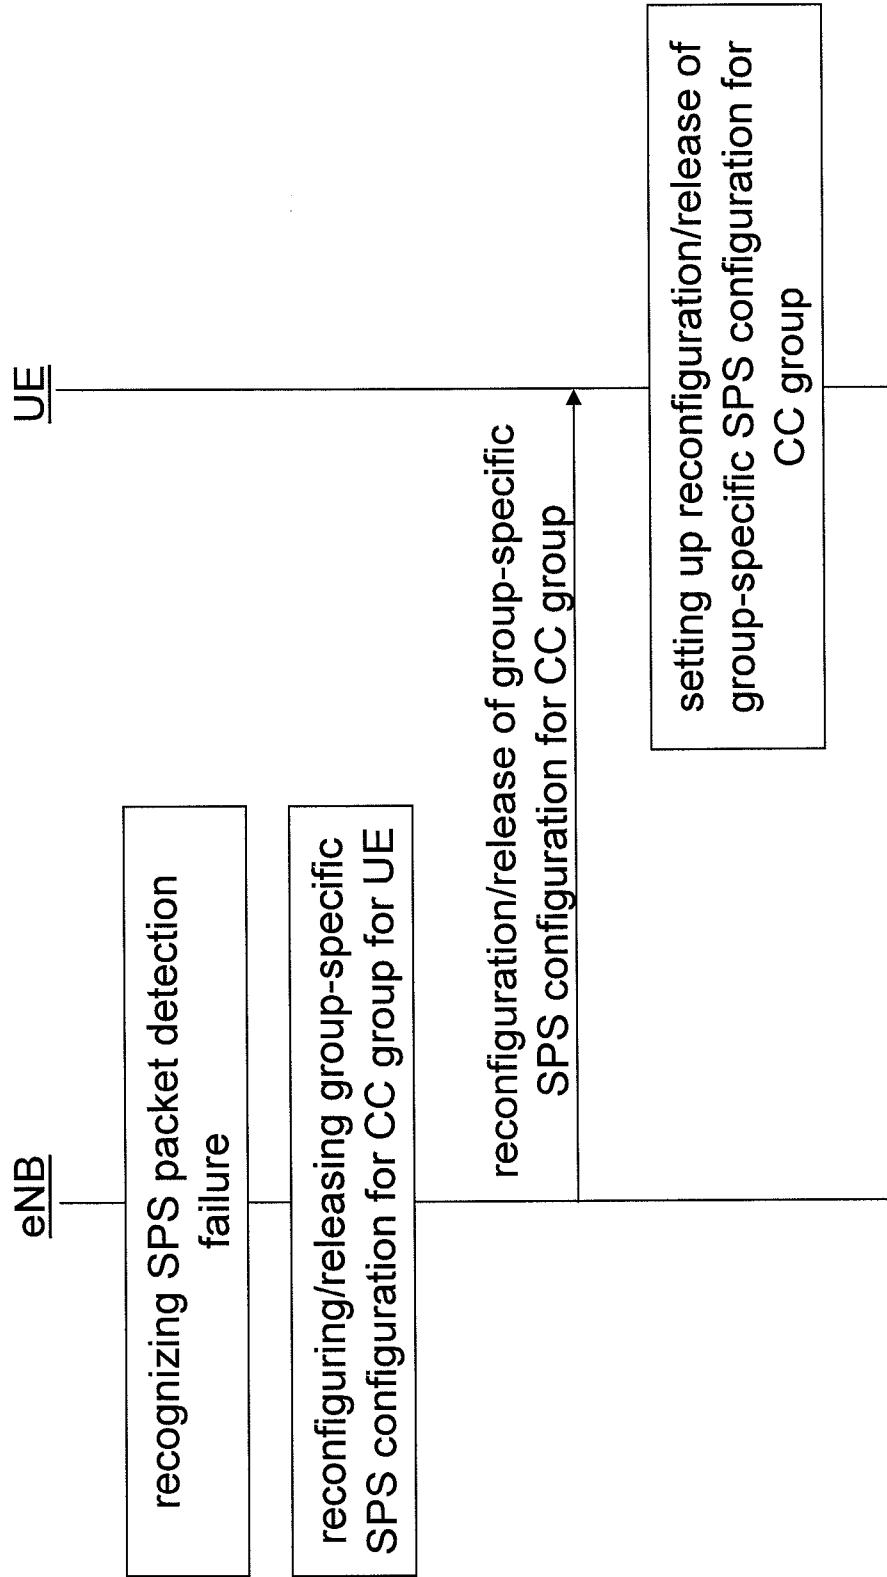 eNB
UE
recognizing SPS packet detection
failure
reconfiguring/releasing group-specific
SPS configuration for CC group for UE
reconfiguration/release of group-specific
SPS configuration for CC group
setting up reconfiguration/release of
group-specific SPS configuration for
CC group